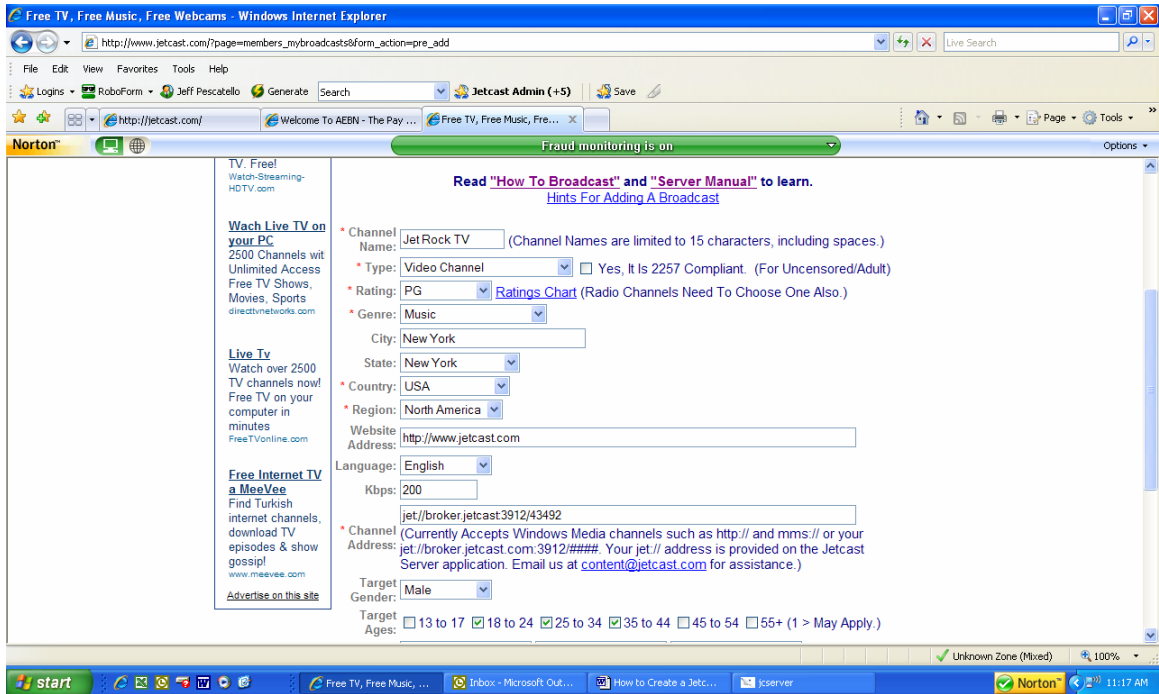 Free TV, Free Music, Free Webcams - Windows Internet Explorer
http://www.jetcast.com/?page=members_mybroadcasts&form_action=pre_add
Live Search
File Edit View Favorites Tools Help
Logins RoboForm Jeff Pescatello Generate Search Jetcast Admin (+5) Save
http://jetcast.com/ Welcome To AEBN - The Pay ... Free TV, Free Music, Fre... X Page Tools »
Norton™ Fraud monitoring is on Options
TV. Free!
Watch-Streaming-
HDTV.com
Wach Live TV on
your PC
2500 Channels wit
Unlimited Access
Free TV Shows,
Movies, Sports
directtvnetworks.com
Live Tv
Watch over 2500
TV channels now!
Free TV on your
computer in
minutes
FreeTVonline.com
Free Internet TV
a MeeVee
Find Turkish
internet channels,
download TV
episodes & show
gossip!
www.meevee.com
Advertise on this site
Read "How To Broadcast" and "Server Manual" to learn.
Hints For Adding A Broadcast
* Channel Name: Jet Rock TV (Channel Names are limited to 15 characters, including spaces.)
* Type: Video Channel Yes, It Is 2257 Compliant. (For Uncensored/Adult)
* Rating: PG Ratings Chart (Radio Channels Need To Choose One Also.)
* Genre: Music
City: New York
State: New York
* Country: USA
* Region: North America
Website Address: http://www.jetcast.com
Language: English
Kbps: 200
jet://broker.jetcast:3912/43492
* Channel Address: (Currently Accepts Windows Media channels such as http:// and mms:// or your
jet://broker.jetcast.com:3912/####. Your jet:// address is provided on the Jetcast
Server application. Email us at content@jetcast.com for assistance.)
Target Gender: Male
Target Ages: 13 to 17 18 to 24 25 to 34 35 to 44 45 to 54 55+ (1 > May Apply.)
Unknown Zone (Mixed) 100%
start Free TV, Free Music, ... Inbox - Microsoft Out... How to Create a Jetc... jcserver Norton™ 11:17 AM